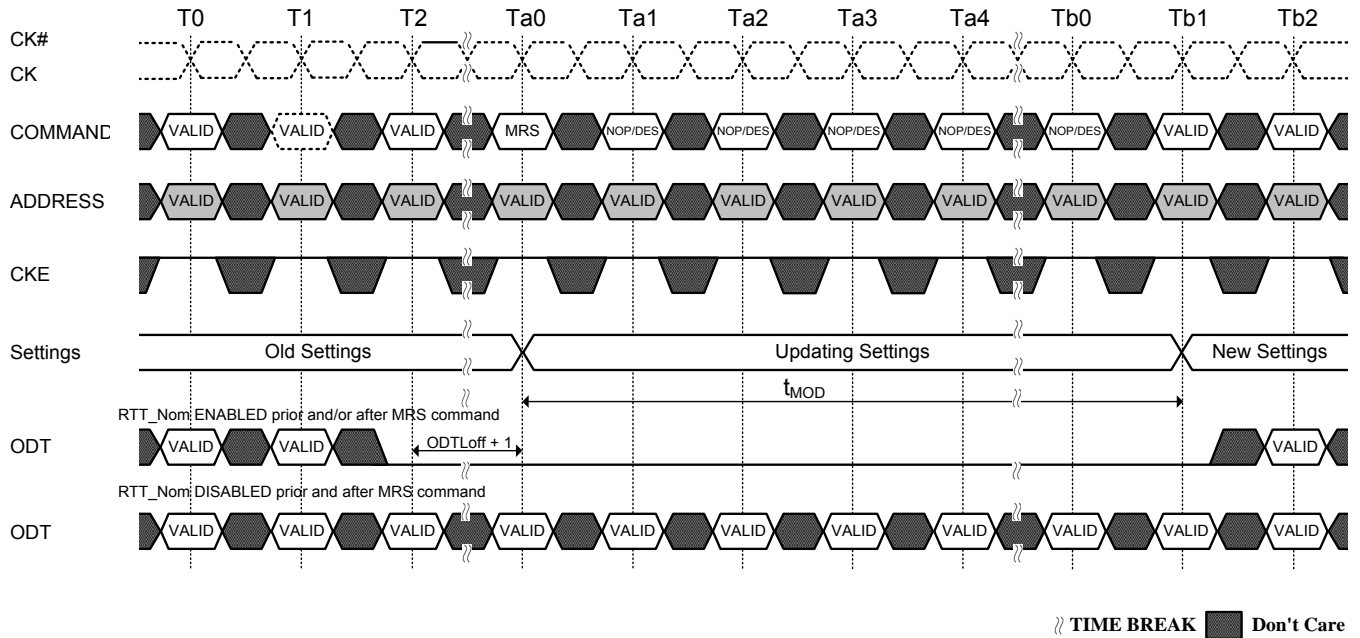 T0 T1 T2 Ta0 Ta1 Ta2 Ta3 Ta4 Tb0 Tb1 Tb2
CK#
CK
COMMAND VALID VALID VALID MRS NOP/DES NOP/DES NOP/DES NOP/DES NOP/DES VALID VALID
ADDRESS VALID VALID VALID VALID VALID VALID VALID VALID VALID VALID VALID
CKE
Settings Old Settings Updating Settings New Settings
tMOD
RTT_Nom ENABLED prior and/or after MRS command
ODT VALID VALID ODTLoff + 1 VALID
RTT_Nom DISABLED prior and after MRS command
ODT VALID VALID VALID VALID VALID VALID VALID VALID VALID VALID VALID
TIME BREAK Don't Care